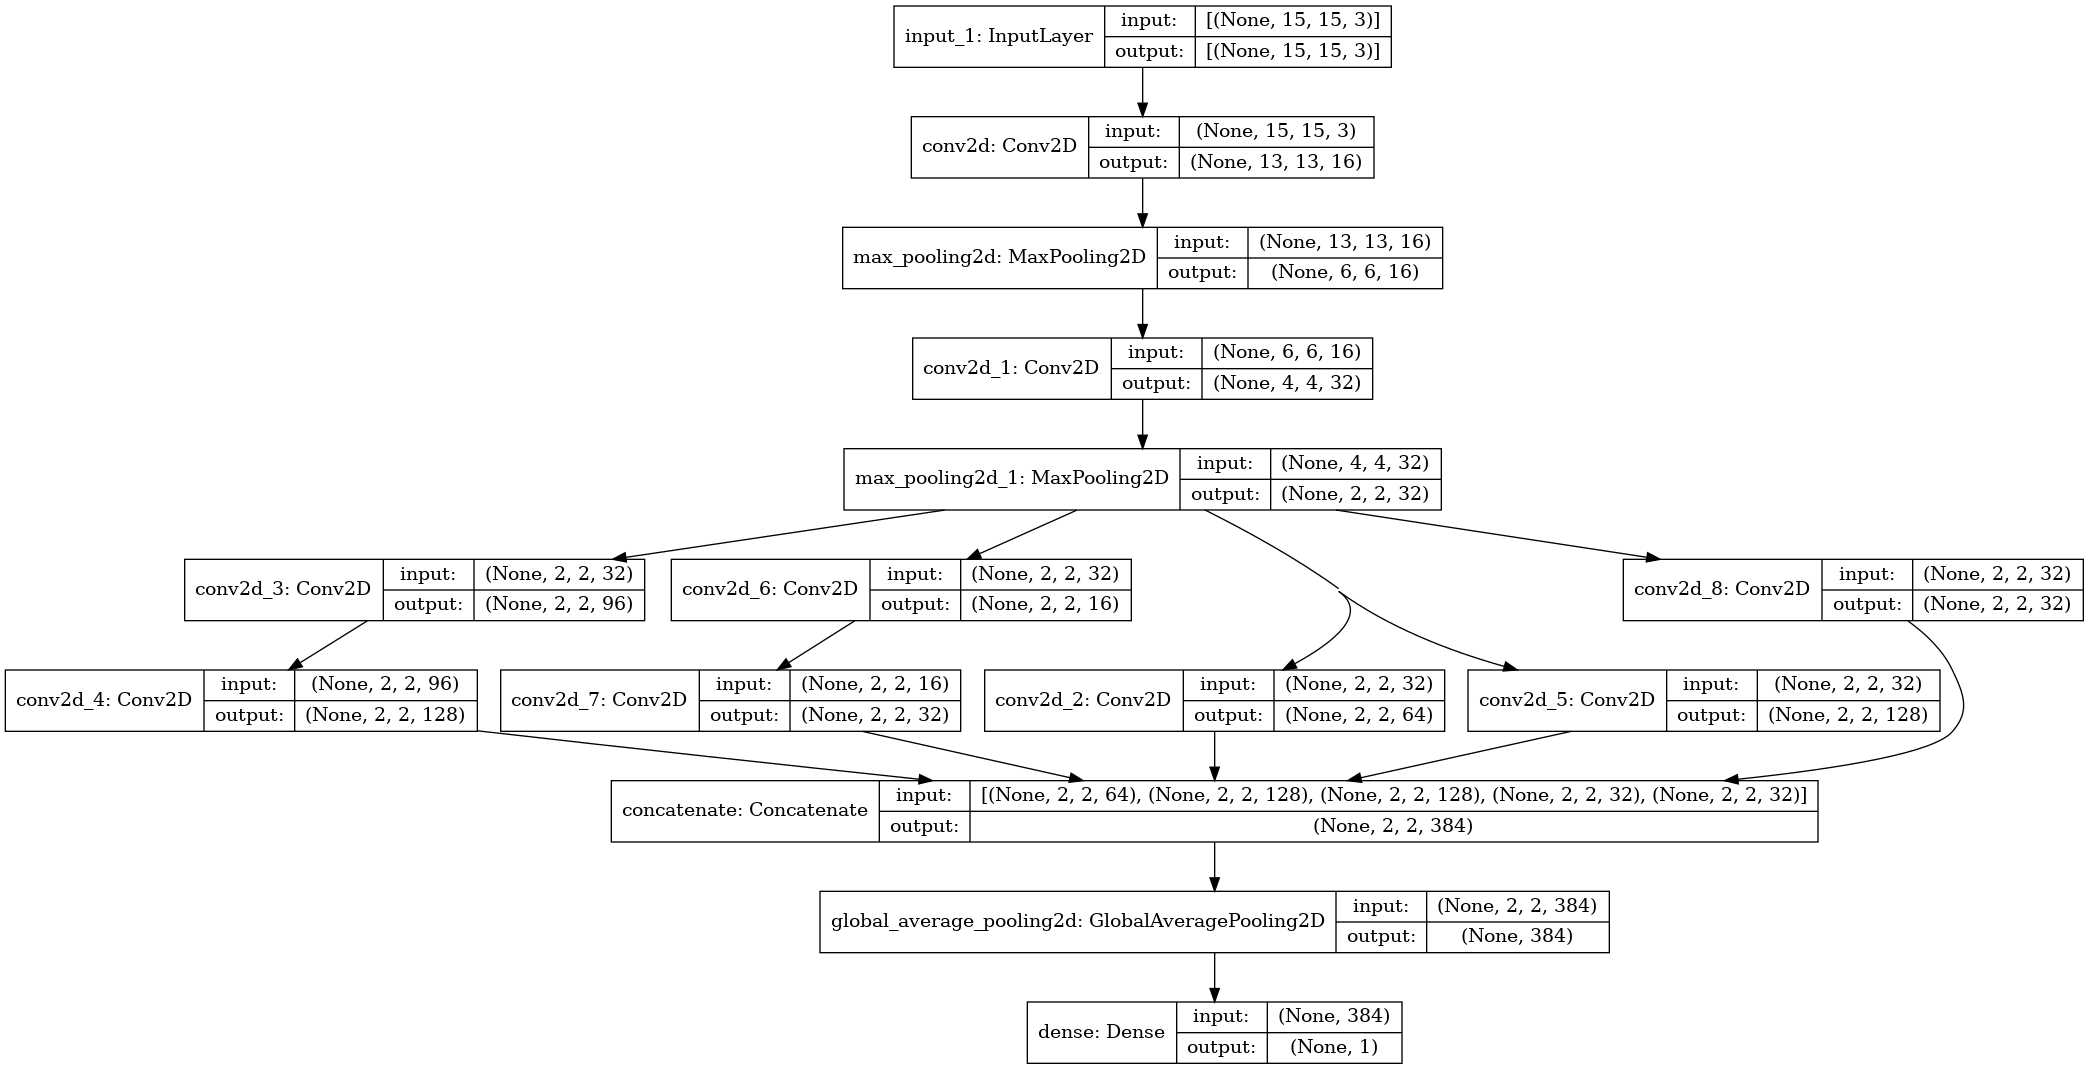 input_1: InputLayer
input:
[(None, 15, 15, 3)]
output:
[(None, 15, 15, 3)]
conv2d: Conv2D
input:
(None, 15, 15, 3)
output:
(None, 13, 13, 16)
max_pooling2d: MaxPooling2D
input:
(None, 13, 13, 16)
output:
(None, 6, 6, 16)
conv2d_1: Conv2D
input:
(None, 6, 6, 16)
output:
(None, 4, 4, 32)
max_pooling2d_1: MaxPooling2D
input:
(None, 4, 4, 32)
output:
(None, 2, 2, 32)
conv2d_3: Conv2D
input:
(None, 2, 2, 32)
output:
(None, 2, 2, 96)
conv2d_6: Conv2D
input:
(None, 2, 2, 32)
output:
(None, 2, 2, 16)
conv2d_8: Conv2D
input:
(None, 2, 2, 32)
output:
(None, 2, 2, 32)
conv2d_4: Conv2D
input:
(None, 2, 2, 96)
output:
(None, 2, 2, 128)
conv2d_7: Conv2D
input:
(None, 2, 2, 16)
output:
(None, 2, 2, 32)
conv2d_2: Conv2D
input:
(None, 2, 2, 32)
output:
(None, 2, 2, 64)
conv2d_5: Conv2D
input:
(None, 2, 2, 32)
output:
(None, 2, 2, 128)
concatenate: Concatenate
input:
[(None, 2, 2, 64), (None, 2, 2, 128), (None, 2, 2, 128), (None, 2, 2, 32), (None, 2, 2, 32)]
output:
(None, 2, 2, 384)
global_average_pooling2d: GlobalAveragePooling2D
input:
(None, 2, 2, 384)
output:
(None, 384)
dense: Dense
input:
(None, 384)
output:
(None, 1)